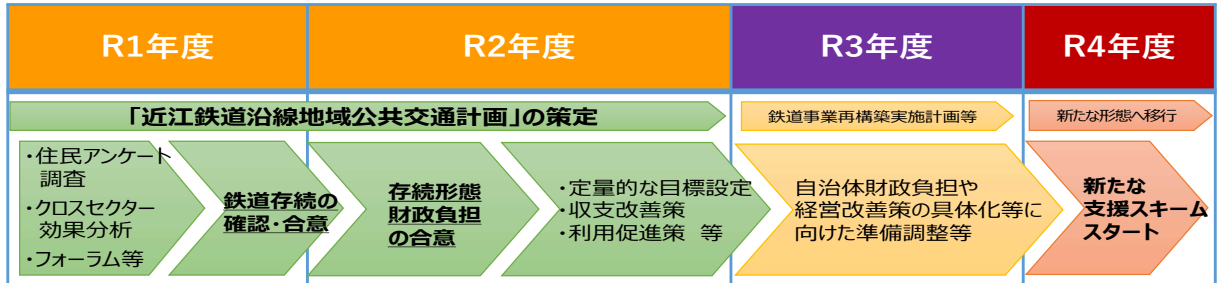 R1年度
R2年度
R3年度
R4年度
「近江鉄道沿線地域公共交通計画」の策定
鉄道事業再構築実施計画等
新たな形態へ移行
・住民アンケート
調査
・クロスセクター
効果分析
・フォーラム等
鉄道存続の
確認・合意
存続形態
財政負担
の合意
・定量的な目標設定
・収支改善策
・利用促進策 等
自治体財政負担や
経営改善策の具体化等に
向けた準備調整等
新たな
支援スキーム
スタート